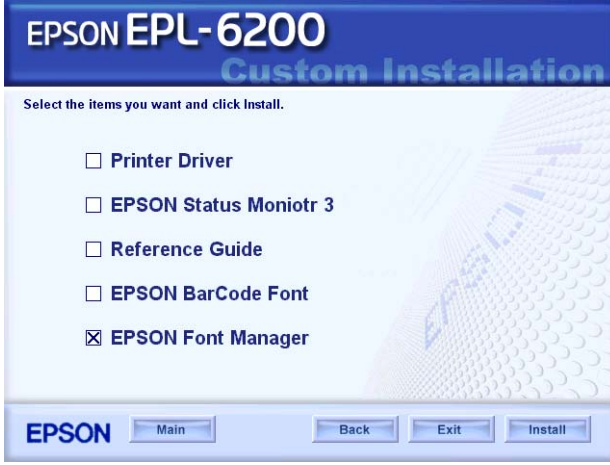 EPSON EPL-6200
Custom Installation
Select the items you want and click Install.
Printer Driver
EPSON Status Moniotr 3
Reference Guide
EPSON BarCode Font
EPSON Font Manager
EPSON
EPSON Main Back Exit Install